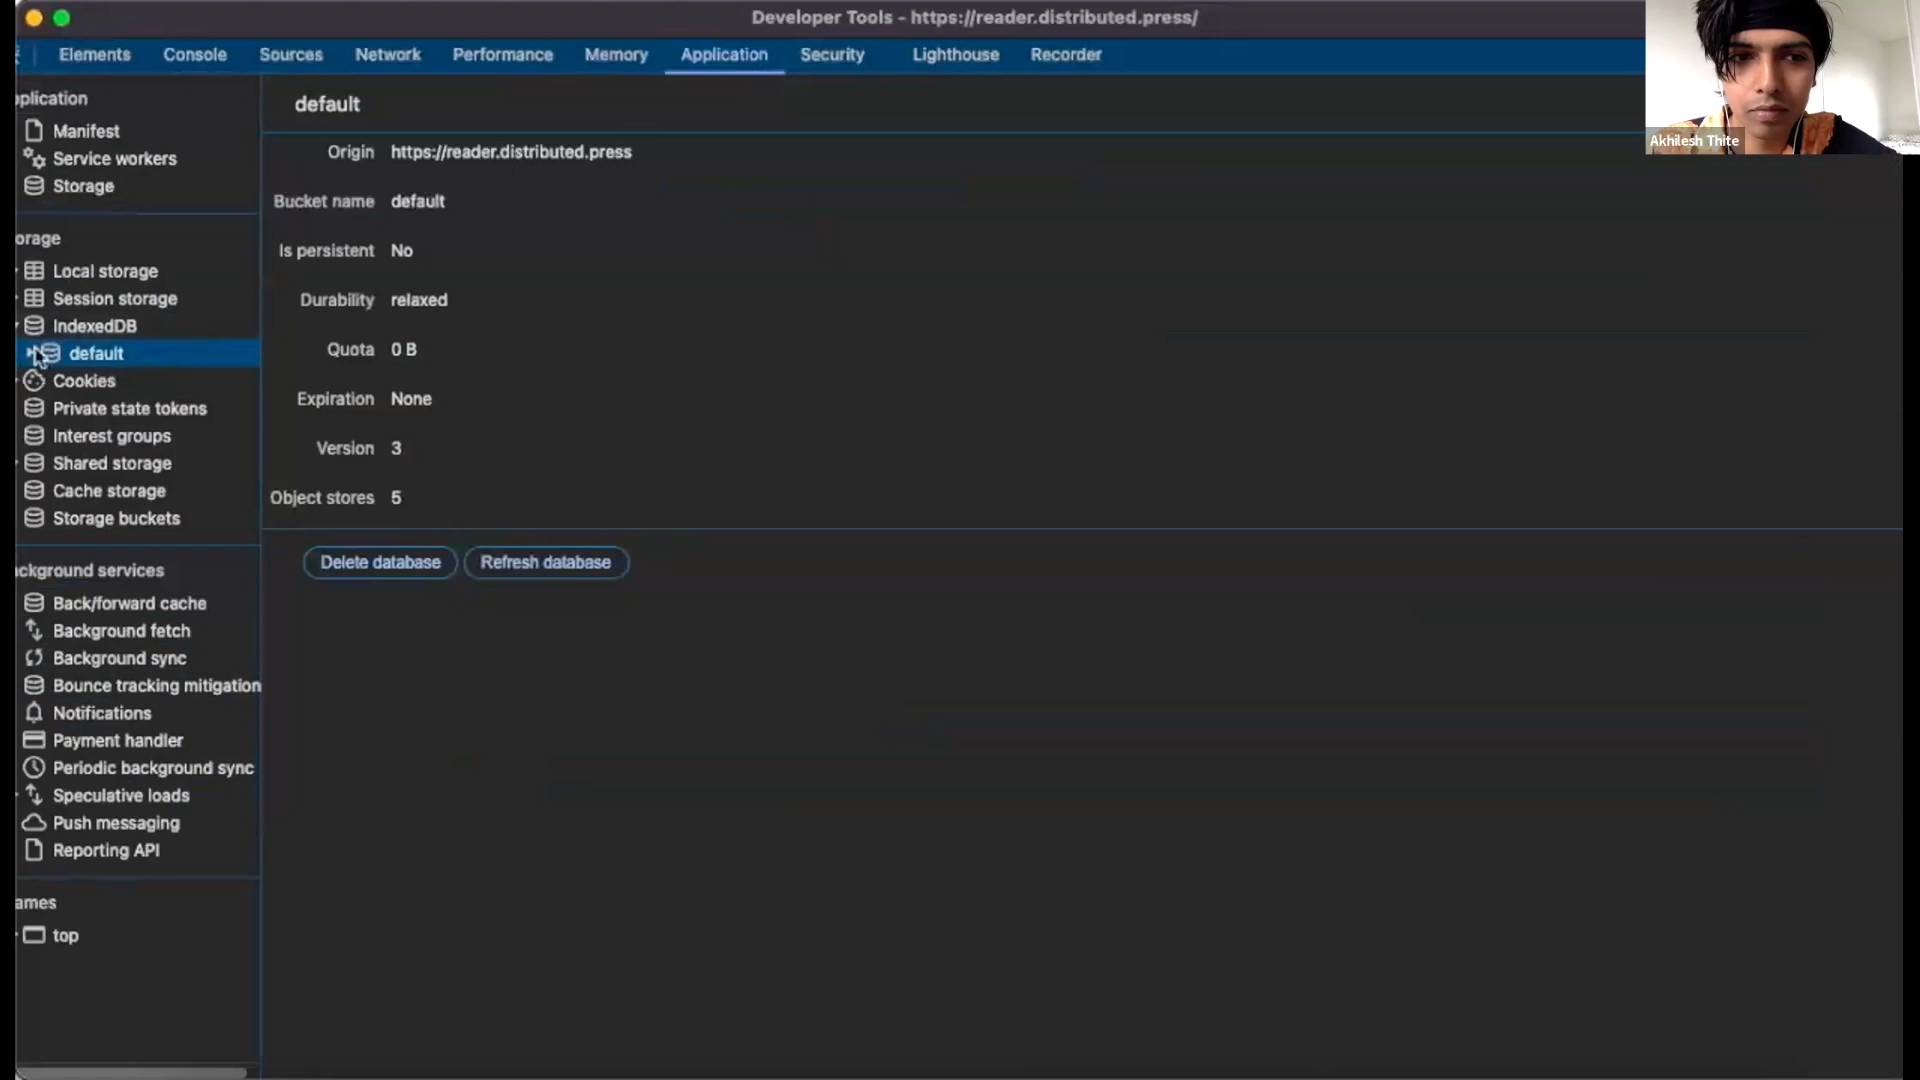 Developer Tools - https://reader.distributed.press/
Elements Console Sources Network Performance Memory Application Security Lighthouse Recorder
Akhilesh Thite
plication
Manifest
Service workers
Storage
orage
Local storage
Session storage
IndexedDB
default
Cookies
Private state tokens
Interest groups
Shared storage
Cache storage
Storage buckets
ckground services
Back/forward cache
Background fetch
Background sync
Bounce tracking mitigation
Notifications
Payment handler
Periodic background sync
Speculative loads
Push messaging
Reporting API
ames
top
default
Origin https://reader.distributed.press
Bucket name default
Is persistent No
Durability relaxed
Quota 0 B
Expiration None
Version 3
Object stores 5
Delete database Refresh database